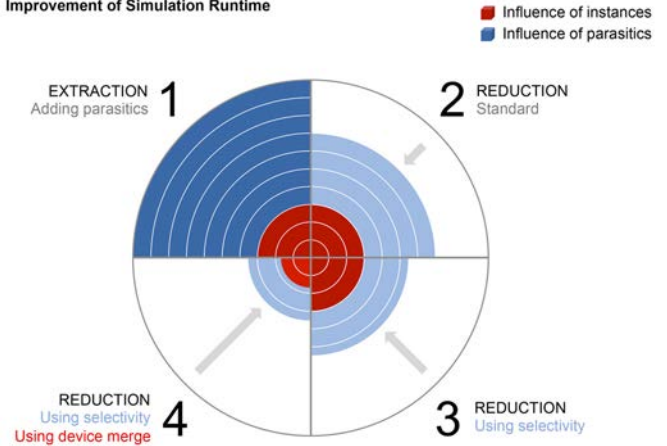 Improvement of Simulation Runtime
Influence of instances
Influence of parasitics
EXTRACTION
Adding parasitics
1
2
REDUCTION
Standard
REDUCTION
Using selectivity
Using device merge
4
3
REDUCTION
Using selectivity